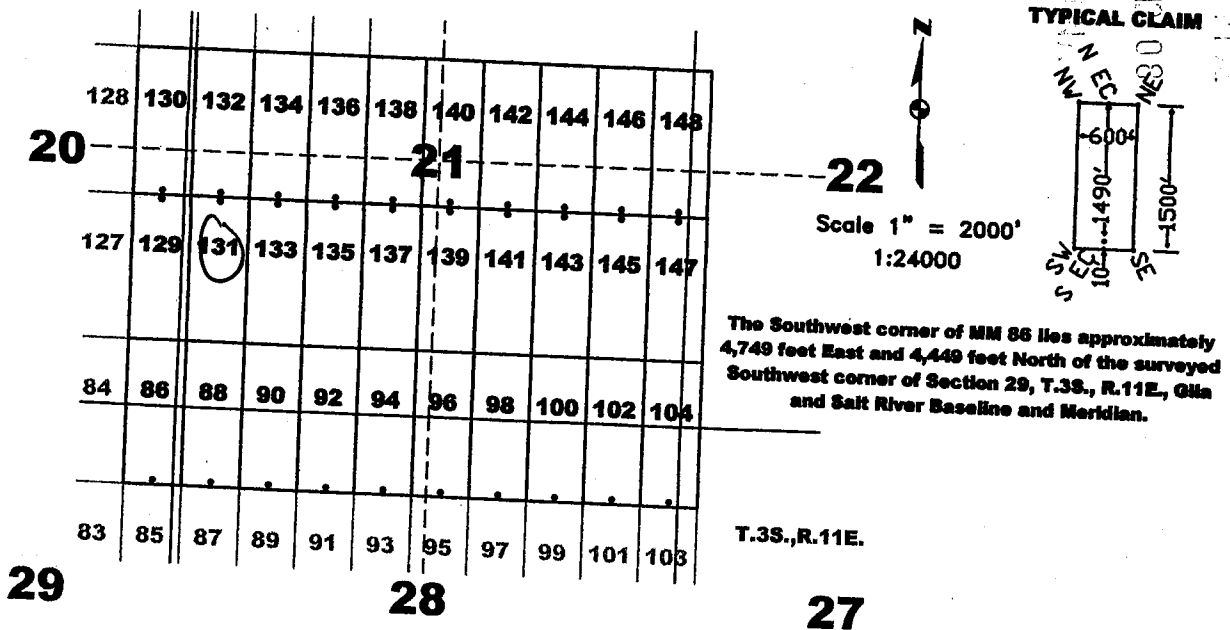 TYPICAL CLAIM
N
NW
N EC
NE
600'
1490'
1500'
10'
SW
S EC
SE
128 130 132 134 136 138 140 142 144 146 148
20
21
22
Scale 1" = 2000'
1:24000
127 129 131 133 135 137 139 141 143 145 147
The Southwest corner of MM 86 lies approximately
4,749 feet East and 4,449 feet North of the surveyed
Southwest corner of Section 29, T.3S., R.11E., Gila
and Salt River Baseline and Meridian.
84 86 88 90 92 94 96 98 100 102 104
83 85 87 89 91 93 95 97 99 101 103
T.3S.,R.11E.
29
28
27